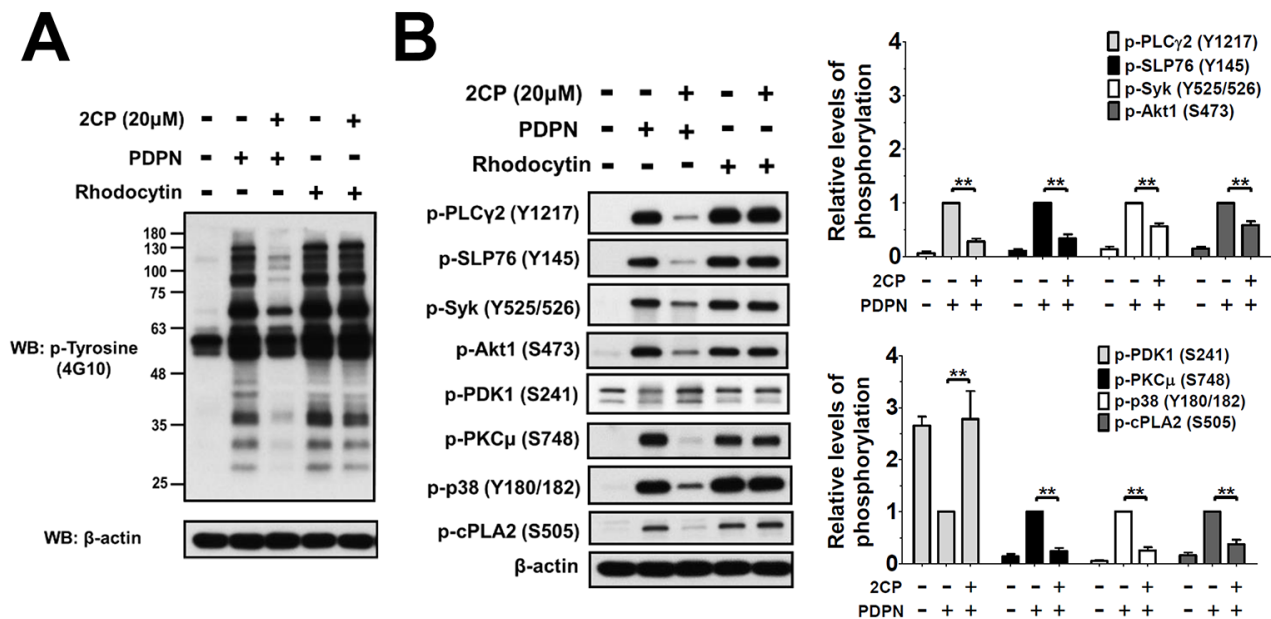 A
2CP (20μM) - - + - +
PDPN - + + - -
Rhodocytin - - - + +
180
130
100
75
63
WB: p-Tyrosine
(4G10)
48
35
25
WB: β-actin
B
2CP (20μM) - - + - +
PDPN - + + - -
Rhodocytin - - - + +
p-PLCγ2 (Y1217)
p-SLP76 (Y145)
p-Syk (Y525/526)
p-Akt1 (S473)
p-PDK1 (S241)
p-PKCμ (S748)
p-p38 (Y180/182)
p-cPLA2 (S505)
β-actin
Relative levels of
phosphorylation
4
3
2
1
0
p-PLCγ2 (Y1217)
p-SLP76 (Y145)
p-Syk (Y525/526)
p-Akt1 (S473)
** ** ** **
2CP - - + - - + - - + - - +
PDPN - + + - + + - + + - + +
Relative levels of
phosphorylation
4
3
2
1
0
p-PDK1 (S241)
p-PKCμ (S748)
p-p38 (Y180/182)
p-cPLA2 (S505)
** ** ** **
2CP - - + - - + - - + - - +
PDPN - + + - + + - + + - + +